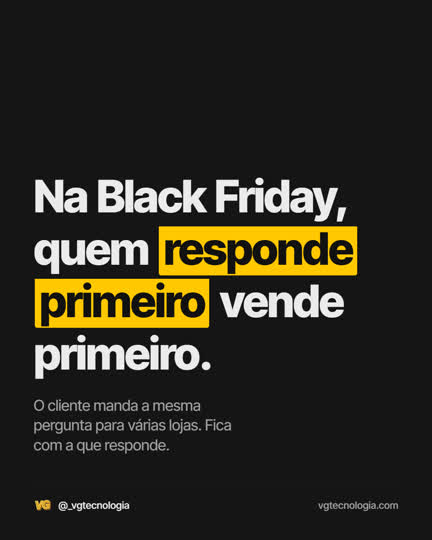 Na Black Friday,
quem responde
primeiro vende
primeiro.
O cliente manda a mesma
pergunta para várias lojas. Fica
com a que responde.
VG @_vgtecnologia
vgtecnologia.com